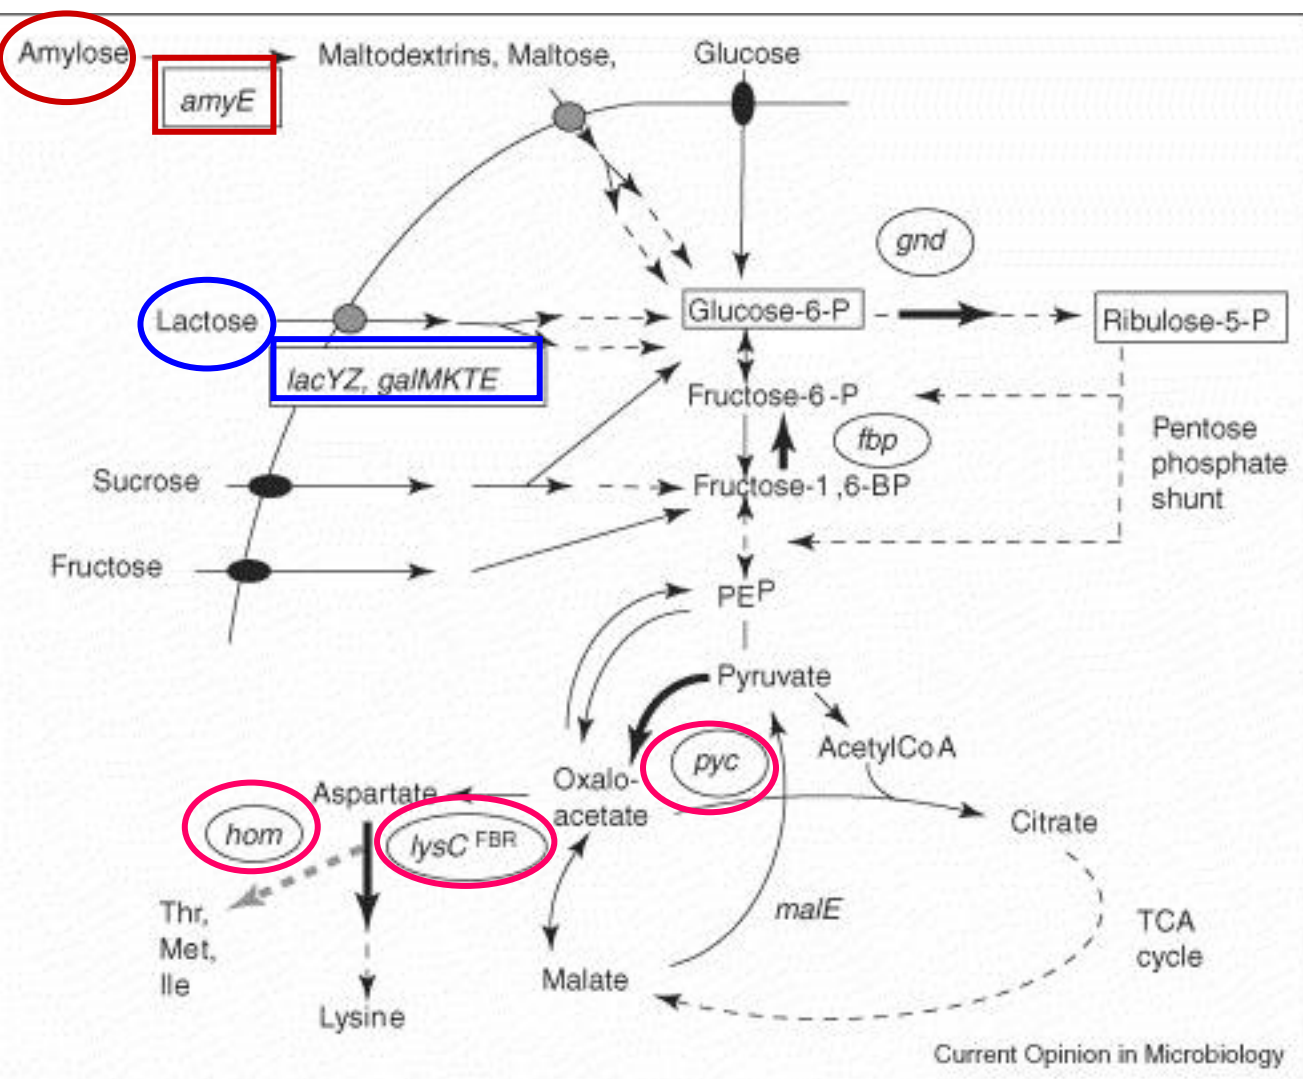 Amylose
Maltodextrins, Maltose,
Glucose
amyE
gnd
Lactose
Glucose-6-P
Ribulose-5-P
lacYZ, galMKTE
Fructose-6-P
fbp
Pentose
phosphate
shunt
Sucrose
Fructose-1,6-BP
Fructose
PEP
Pyruvate
AcetylCoA
pyc
Oxalo-
acetate
Aspartate
hom
lysC FBR
Citrate
Thr,
Met,
Ile
malE
TCA
cycle
Malate
Lysine
Current Opinion in Microbiology